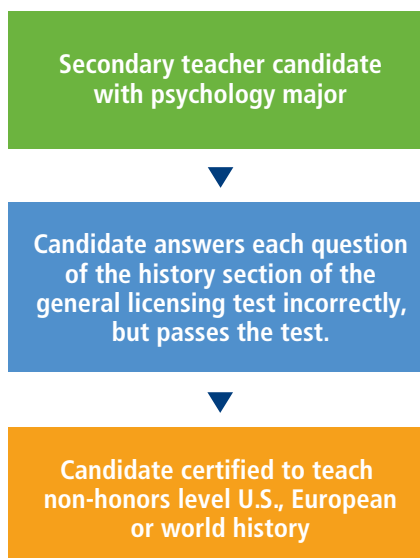 Secondary teacher candidate
with psychology major
Candidate answers each question
of the history section of the
general licensing test incorrectly,
but passes the test.
Candidate certified to teach
non-honors level U.S., European
or world history